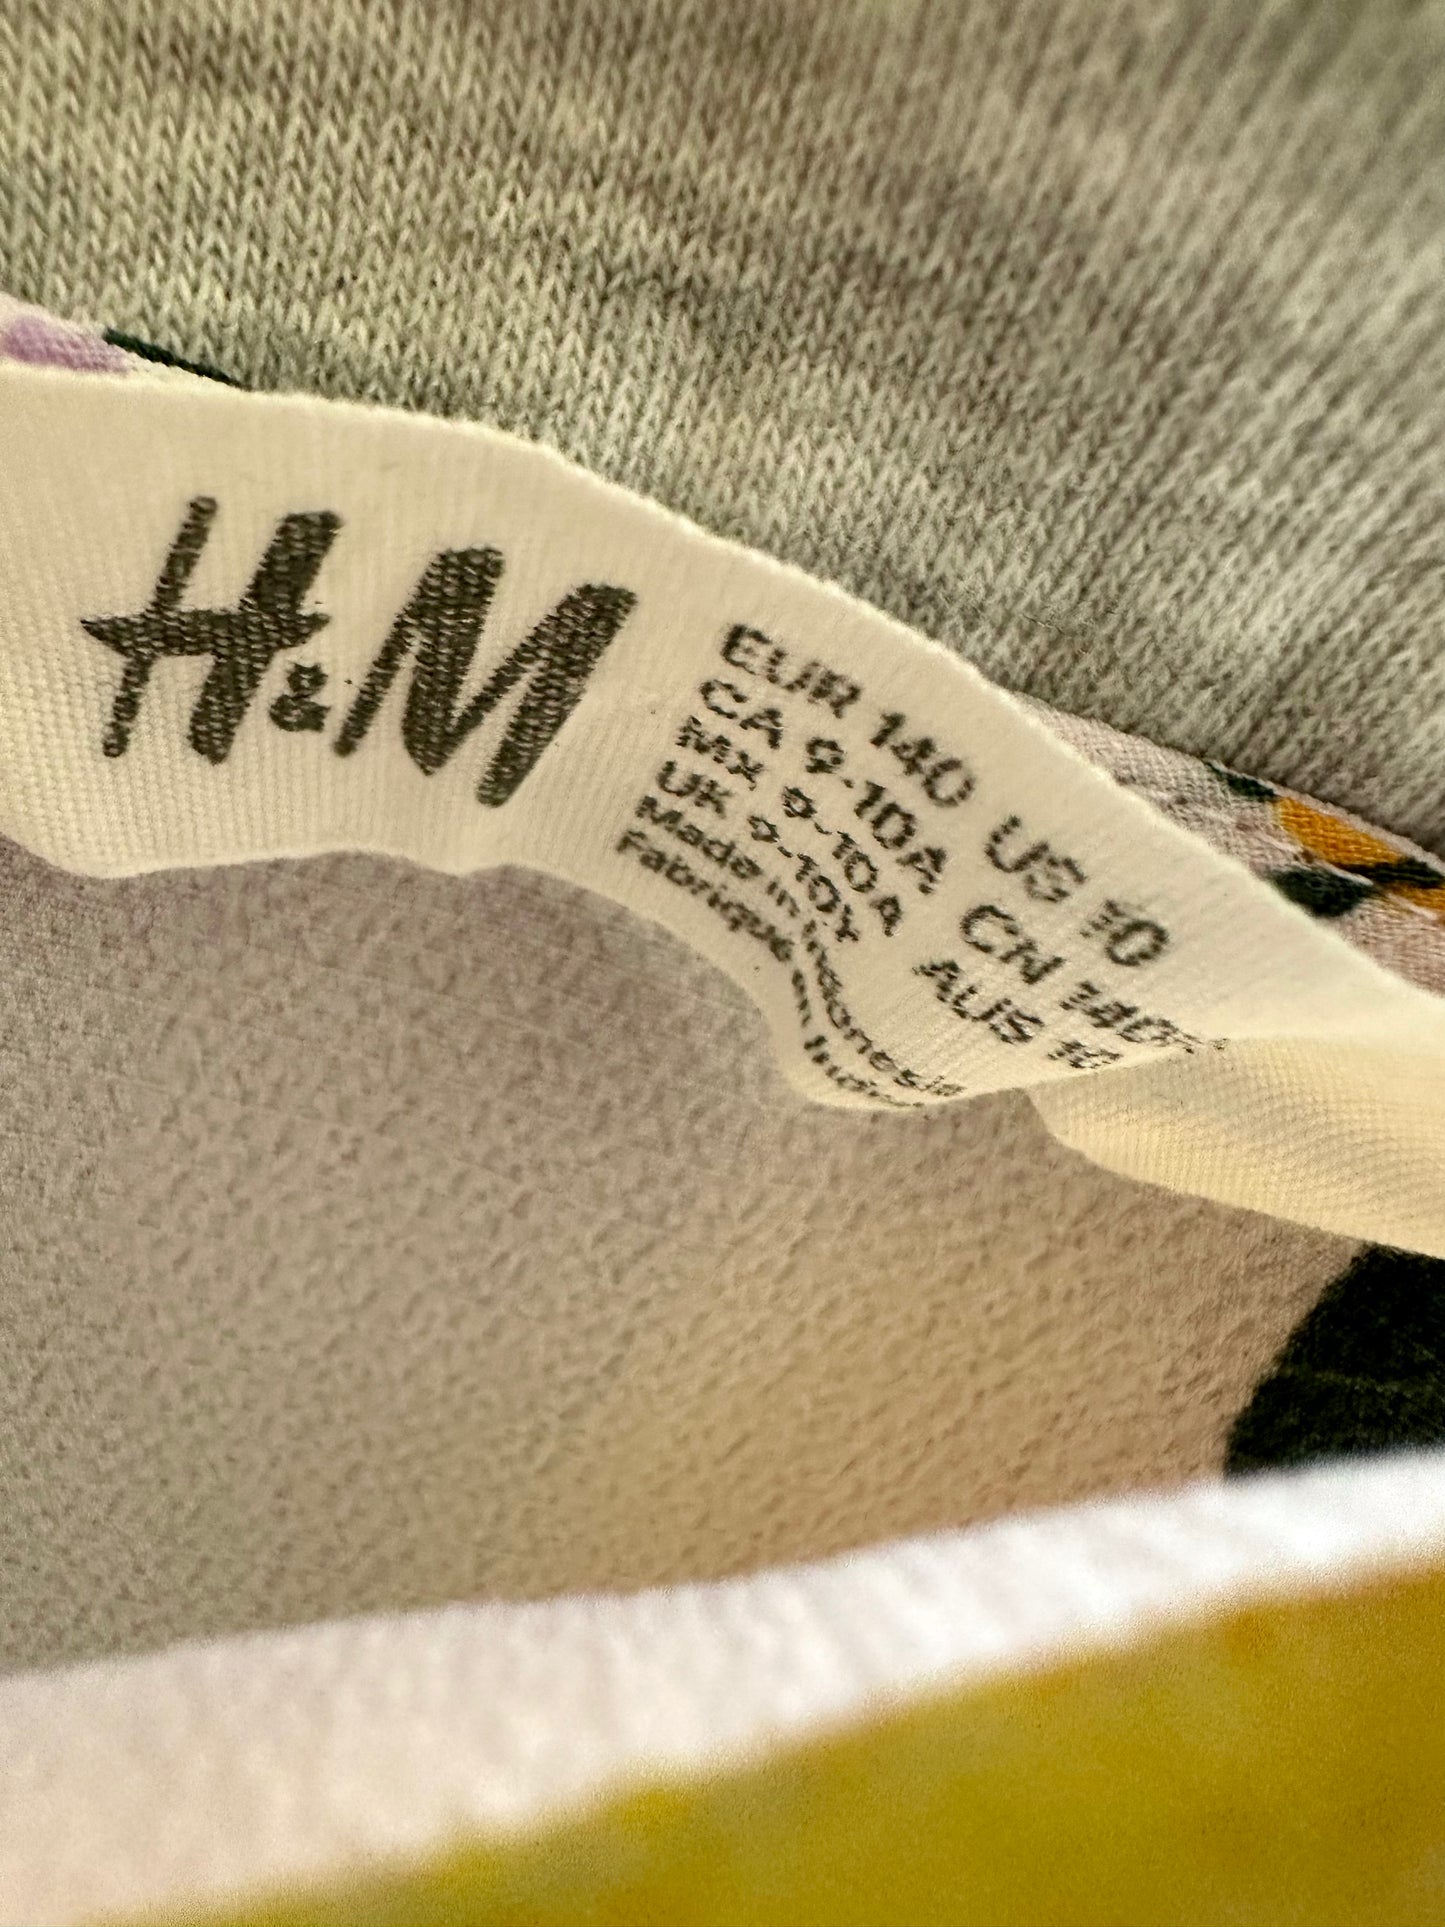 H&M
EUR 140 US 10
CA 9-10A CN 140
MX 9-10A AUS 10
UK 9-10Y
Made in Indonesia
Fabriqué en